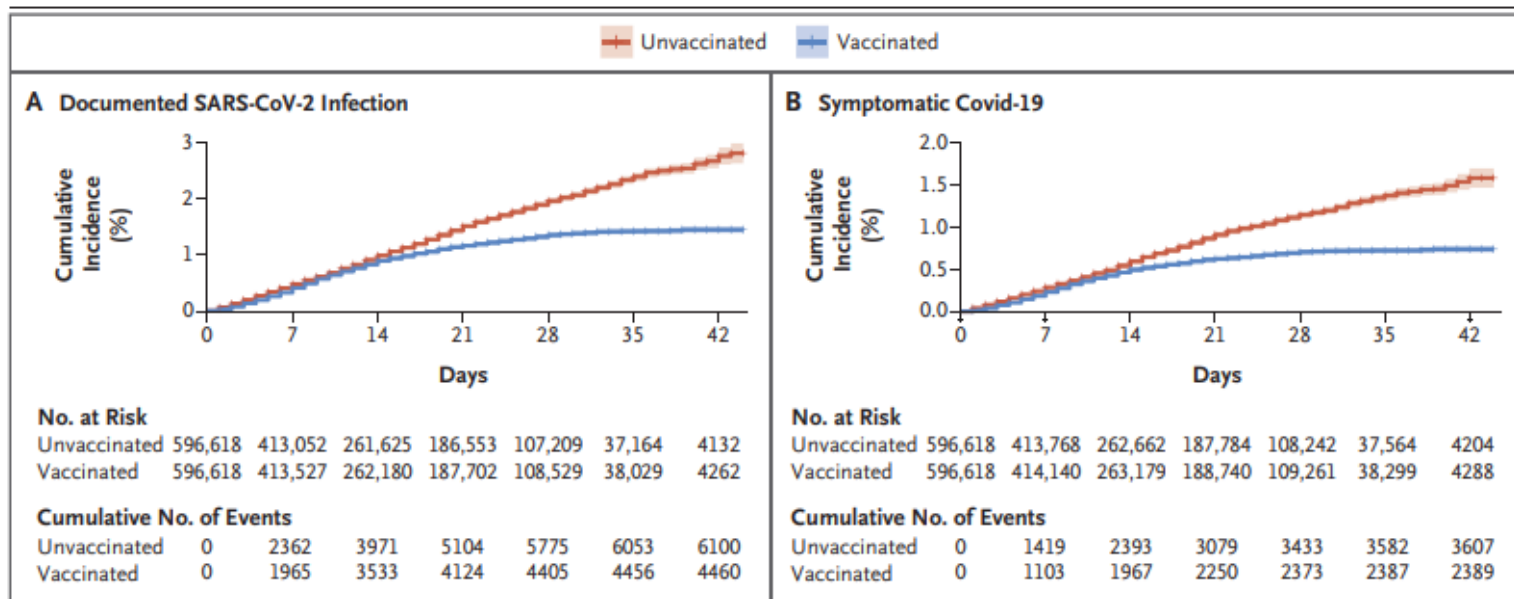 Unvaccinated Vaccinated
A Documented SARS-CoV-2 Infection
Cumulative
Incidence
(%)
3
2
1
0
0 7 14 21 28 35 42
Days
No. at Risk
Unvaccinated 596,618 413,052 261,625 186,553 107,209 37,164 4132
Vaccinated 596,618 413,527 262,180 187,702 108,529 38,029 4262
Cumulative No. of Events
Unvaccinated 0 2362 3971 5104 5775 6053 6100
Vaccinated 0 1965 3533 4124 4405 4456 4460
B Symptomatic Covid-19
Cumulative
Incidence
(%)
2.0
1.5
1.0
0.5
0.0
0 7 14 21 28 35 42
Days
No. at Risk
Unvaccinated 596,618 413,768 262,662 187,784 108,242 37,564 4204
Vaccinated 596,618 414,140 263,179 188,740 109,261 38,299 4288
Cumulative No. of Events
Unvaccinated 0 1419 2393 3079 3433 3582 3607
Vaccinated 0 1103 1967 2250 2373 2387 2389